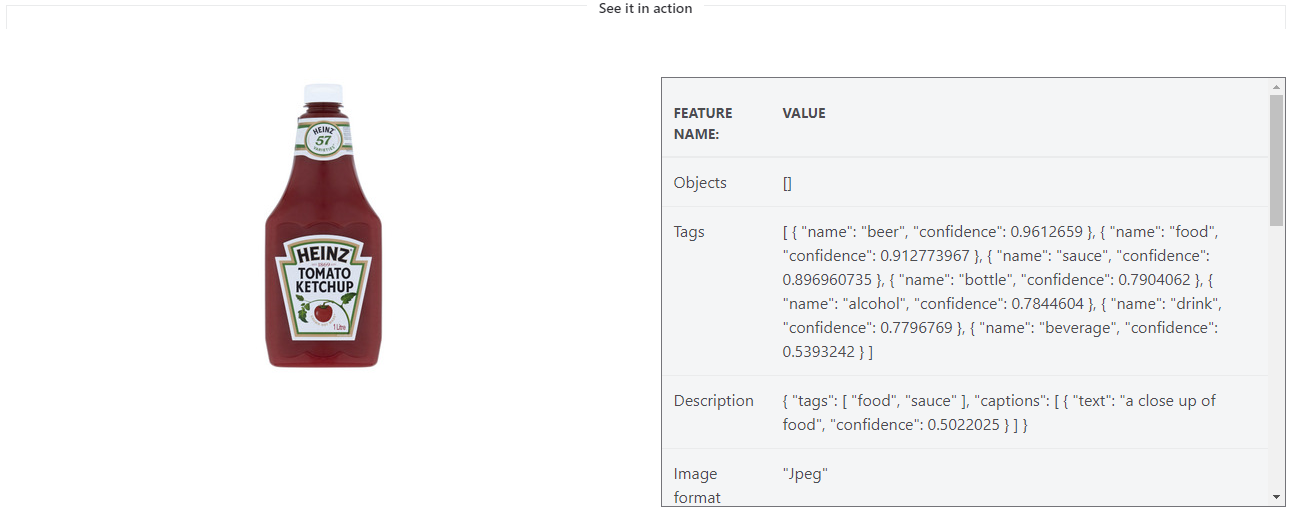 See it in action
HEINZ
57
VARIETIES
HEINZ
1869
TOMATO
KETCHUP
1 Litre
FEATURE
NAME:
VALUE
Objects
[]
Tags
[ { "name": "beer", "confidence": 0.9612659 }, { "name": "food",
"confidence": 0.912773967 }, { "name": "sauce", "confidence":
0.896960735 }, { "name": "bottle", "confidence": 0.7904062 }, {
"name": "alcohol", "confidence": 0.7844604 }, { "name": "drink",
"confidence": 0.7796769 }, { "name": "beverage", "confidence":
0.5393242 } ]
Description
{ "tags": [ "food", "sauce" ], "captions": [ { "text": "a close up of
food", "confidence": 0.5022025 } ] }
Image
format
"Jpeg"